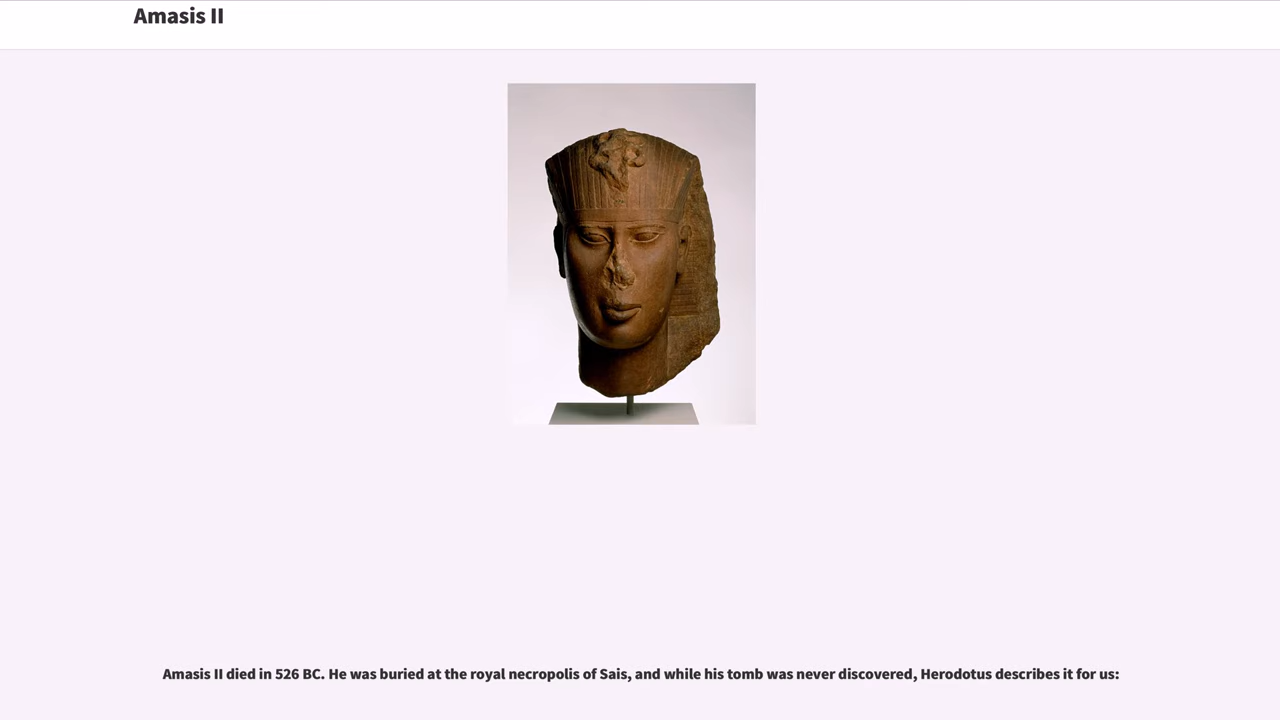 Amasis II
Amasis II died in 526 BC. He was buried at the royal necropolis of Sais, and while his tomb was never discovered, Herodotus describes it for us: